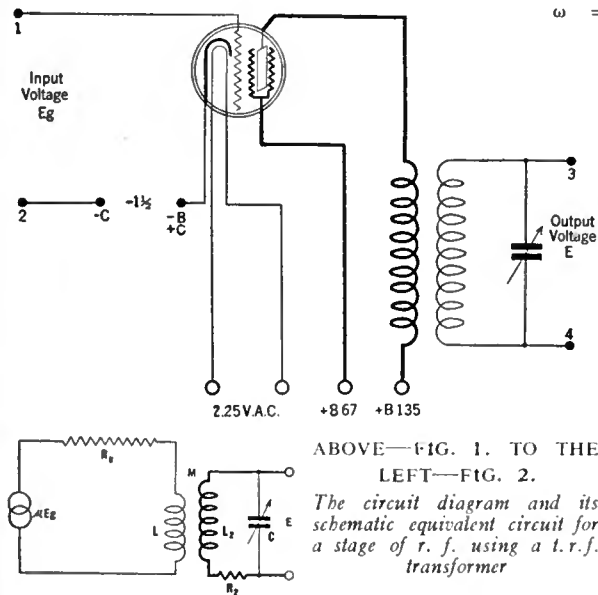 ω =
1
Input
Voltage
Eg
2
-C
-1½
-B
+C
3
Output
Voltage
E
4
2.25 V.A.C.
+B 67
+B 135
ABOVE—FIG. 1. TO THE
LEFT—FIG. 2.
The circuit diagram and its
schematic equivalent circuit for
a stage of r. f. using a t. r. f.
transformer
μEg
L
M
L₂
C
E
R₂